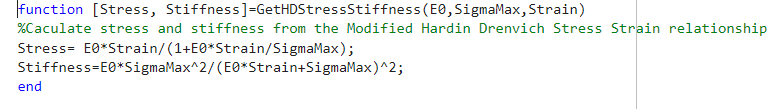 function [Stress, Stiffness]=GetHDStressStiffness(E0,SigmaMax,Strain)
%Caculate stress and stiffness from the Modified Hardin Drenvich Stress Strain relationship
Stress= E0*Strain/(1+E0*Strain/SigmaMax);
Stiffness=E0*SigmaMax^2/(E0*Strain+SigmaMax)^2;
end